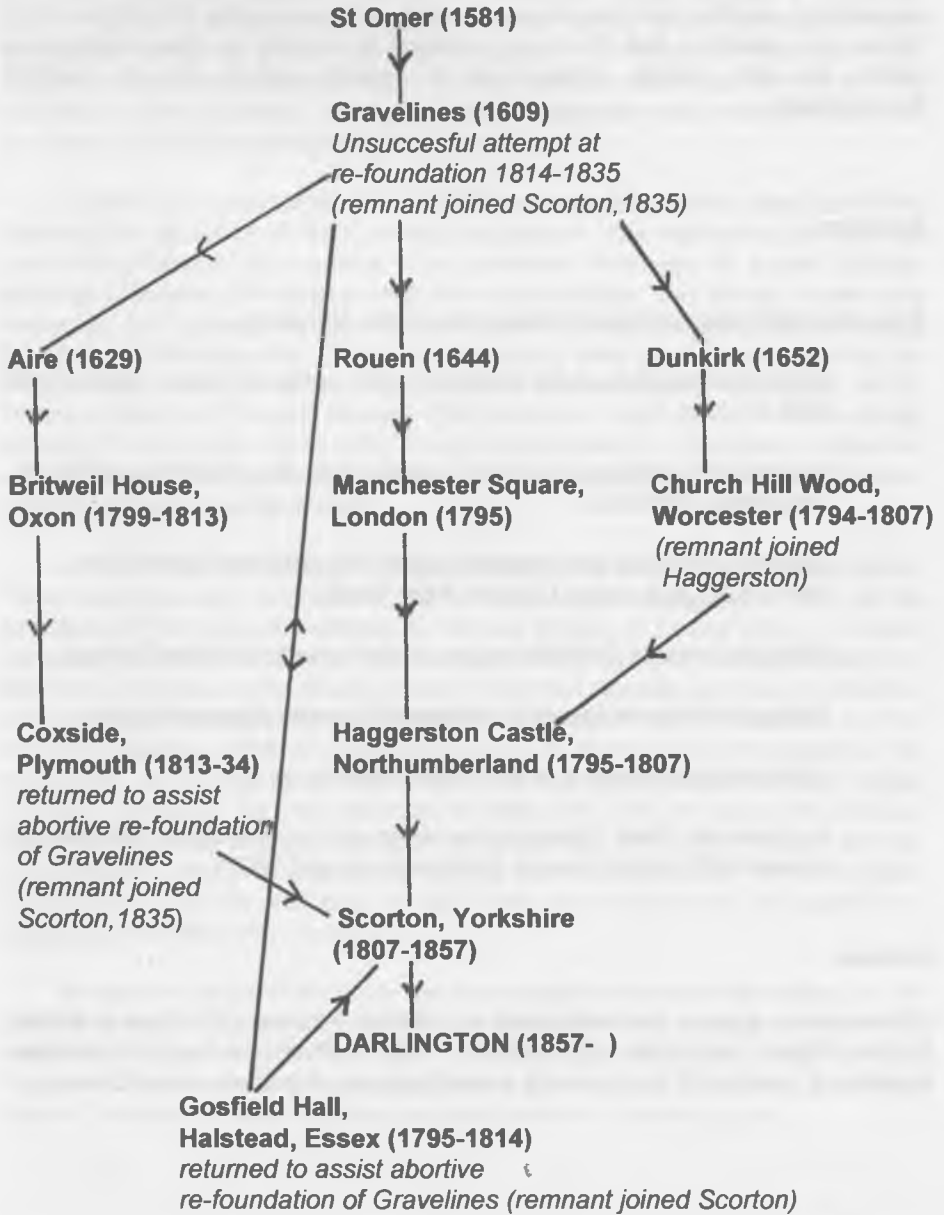 St Omer (1581)
Gravelines (1609)
Unsuccesful attempt at
re-foundation 1814-1835
(remnant joined Scorton,1835)
Aire (1629)
Rouen (1644)
Dunkirk (1652)
Britweil House,
Oxon (1799-1813)
Manchester Square,
London (1795)
Church Hill Wood,
Worcester (1794-1807)
(remnant joined
Haggerston)
Coxside,
Plymouth (1813-34)
returned to assist
abortive re-foundation
of Gravelines
(remnant joined
Scorton,1835)
Haggerston Castle,
Northumberland (1795-1807)
Scorton, Yorkshire
(1807-1857)
DARLINGTON (1857- )
Gosfield Hall,
Halstead, Essex (1795-1814)
returned to assist abortive
re-foundation of Gravelines (remnant joined Scorton)